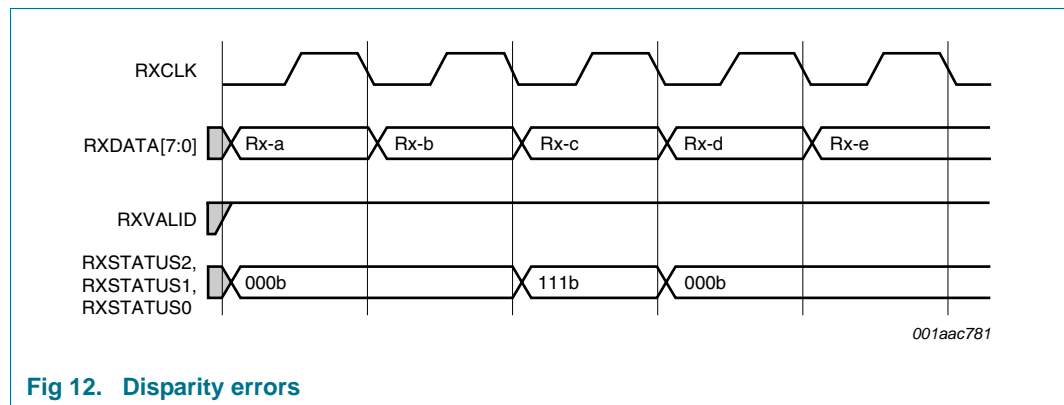 RXCLK
RXDATA[7:0]
Rx-a
Rx-b
Rx-c
Rx-d
Rx-e
RXVALID
RXSTATUS2,
RXSTATUS1,
RXSTATUS0
000b
111b
000b
001aac781
Fig 12. Disparity errors